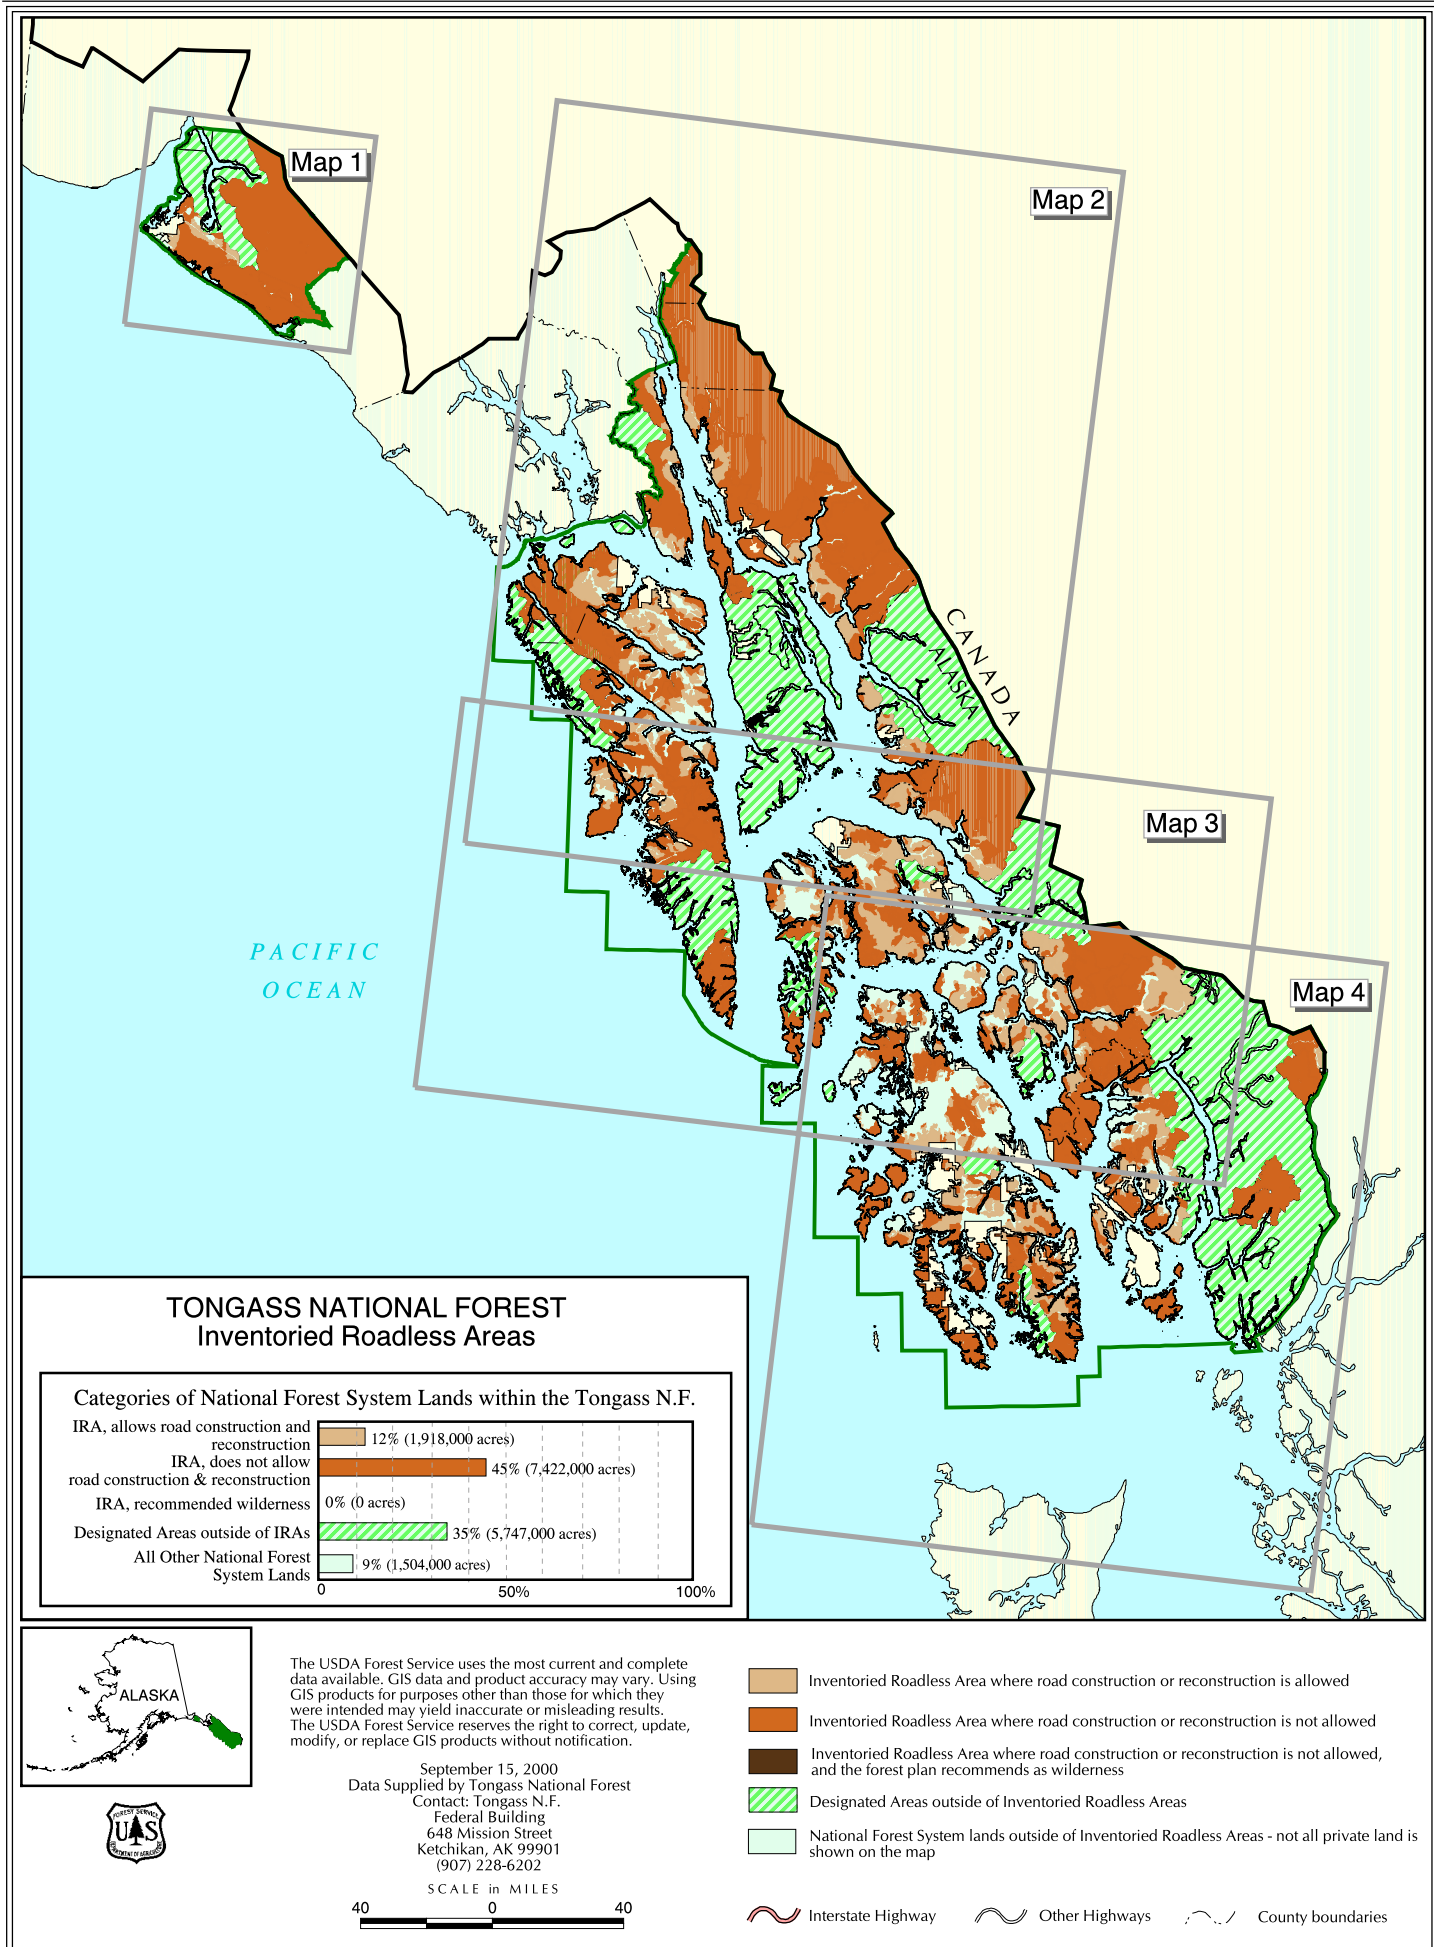 Map 1
Map 2
CANADA
ALASKA
Map 3
PACIFIC
OCEAN
Map 4
TONGASS NATIONAL FOREST
Inventoried Roadless Areas
Categories of National Forest System Lands within the Tongass N.F.
IRA, allows road construction and
reconstruction
12% (1,918,000 acres)
IRA, does not allow
road construction & reconstruction
45% (7,422,000 acres)
IRA, recommended wilderness
0% (0 acres)
Designated Areas outside of IRAs
35% (5,747,000 acres)
All Other National Forest
System Lands
9% (1,504,000 acres)
0 50% 100%
ALASKA
FOREST SERVICE
U S
DEPARTMENT OF AGRICULTURE
The USDA Forest Service uses the most current and complete
data available. GIS data and product accuracy may vary. Using
GIS products for purposes other than those for which they
were intended may yield inaccurate or misleading results.
The USDA Forest Service reserves the right to correct, update,
modify, or replace GIS products without notification.
September 15, 2000
Data Supplied by Tongass National Forest
Contact: Tongass N.F.
Federal Building
648 Mission Street
Ketchikan, AK 99901
(907) 228-6202
SCALE in MILES
40 0 40
Inventoried Roadless Area where road construction or reconstruction is allowed
Inventoried Roadless Area where road construction or reconstruction is not allowed
Inventoried Roadless Area where road construction or reconstruction is not allowed,
and the forest plan recommends as wilderness
Designated Areas outside of Inventoried Roadless Areas
National Forest System lands outside of Inventoried Roadless Areas - not all private land is
shown on the map
Interstate Highway
Other Highways
County boundaries